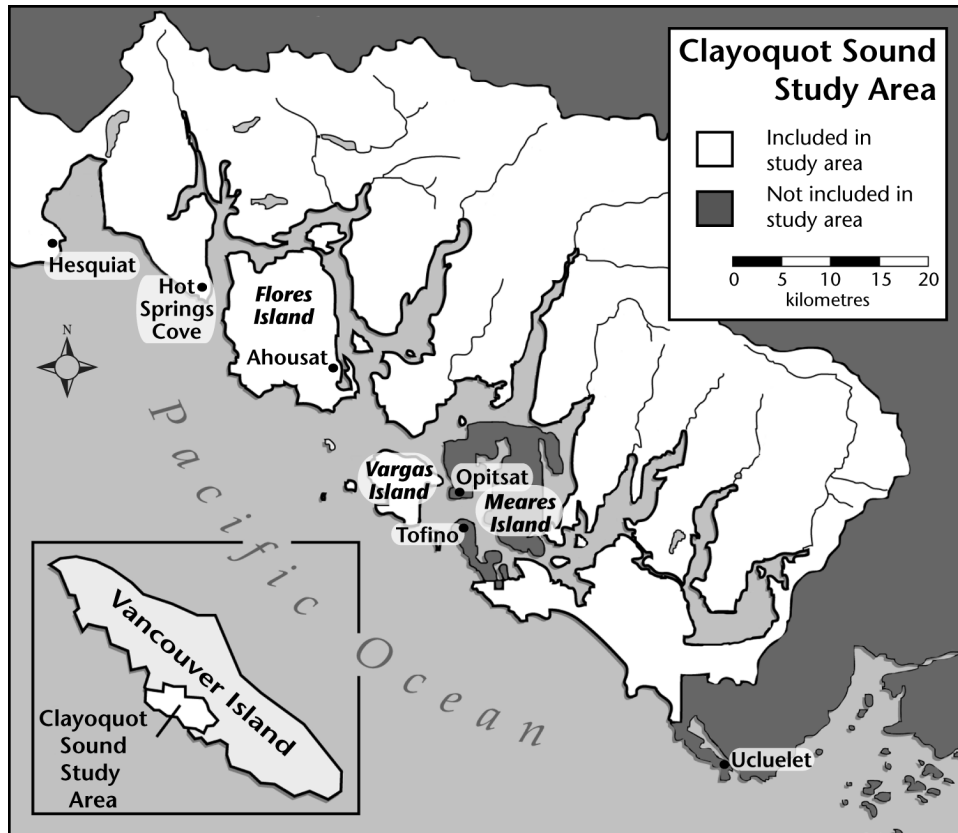 Clayoquot Sound
Study Area
Included in
study area
Not included in
study area
0 5 10 15 20
kilometres
Hesquiat
Hot
Springs
Cove
Flores
Island
Ahousat
N
Vargas
Island
Opitsat
Meares
Island
Tofino
Pacific Ocean
Vancouver Island
Clayoquot
Sound
Study
Area
Ucluelet